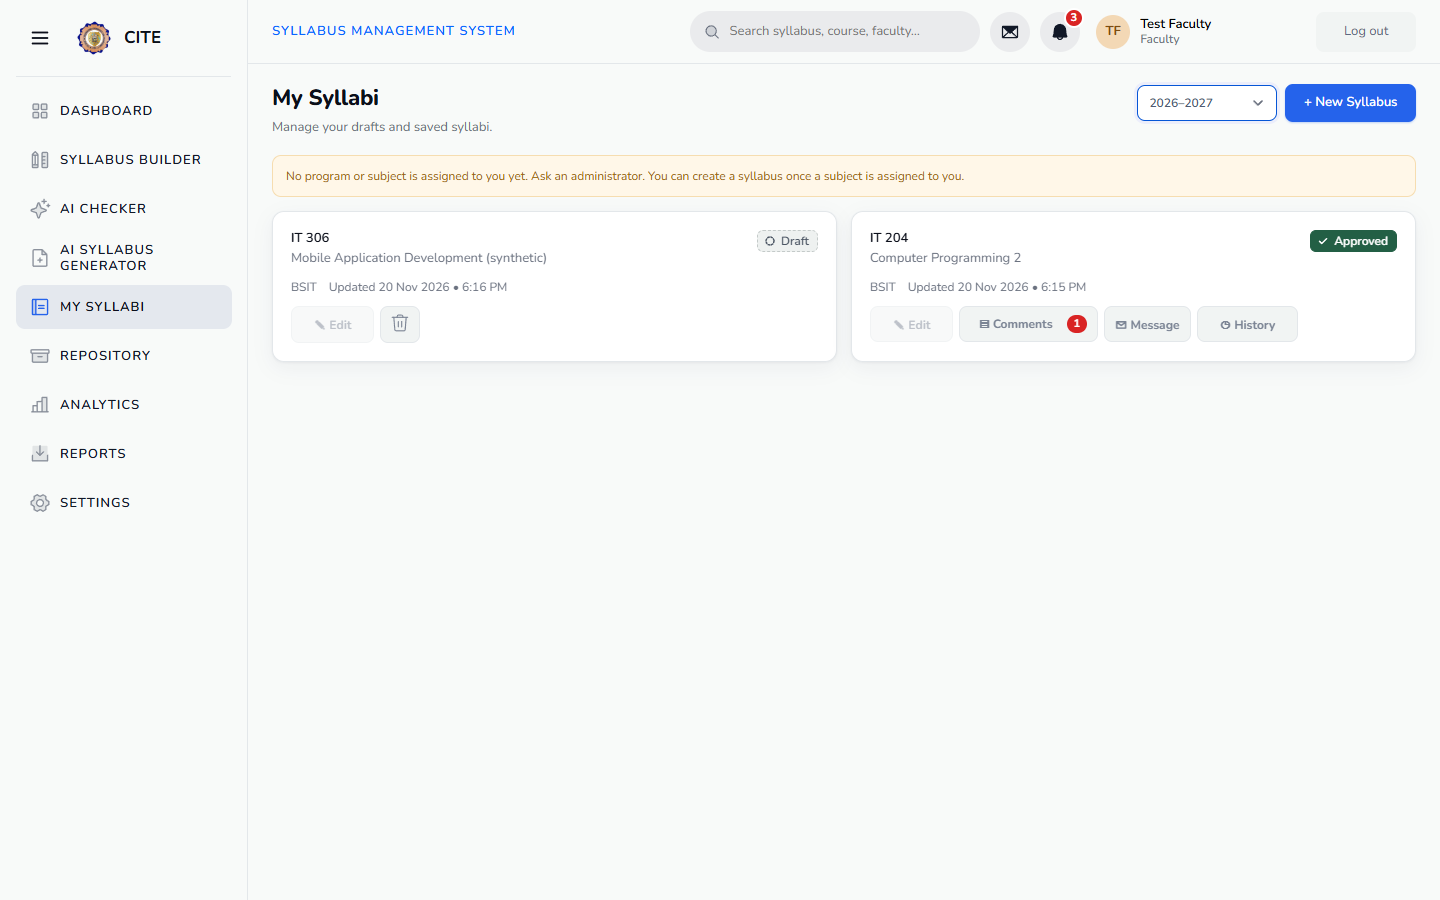 CITE
DASHBOARD
SYLLABUS BUILDER
AI CHECKER
AI SYLLABUS
GENERATOR
MY SYLLABI
REPOSITORY
ANALYTICS
REPORTS
SETTINGS
SYLLABUS MANAGEMENT SYSTEM
Search syllabus, course, faculty...
3
TF
Test Faculty
Faculty
Log out
My Syllabi
Manage your drafts and saved syllabi.
2026–2027
+ New Syllabus
No program or subject is assigned to you yet. Ask an administrator. You can create a syllabus once a subject is assigned to you.
IT 306
Draft
Mobile Application Development (synthetic)
BSIT Updated 20 Nov 2026 • 6:16 PM
Edit
IT 204
Approved
Computer Programming 2
BSIT Updated 20 Nov 2026 • 6:15 PM
Edit Comments 1 Message History